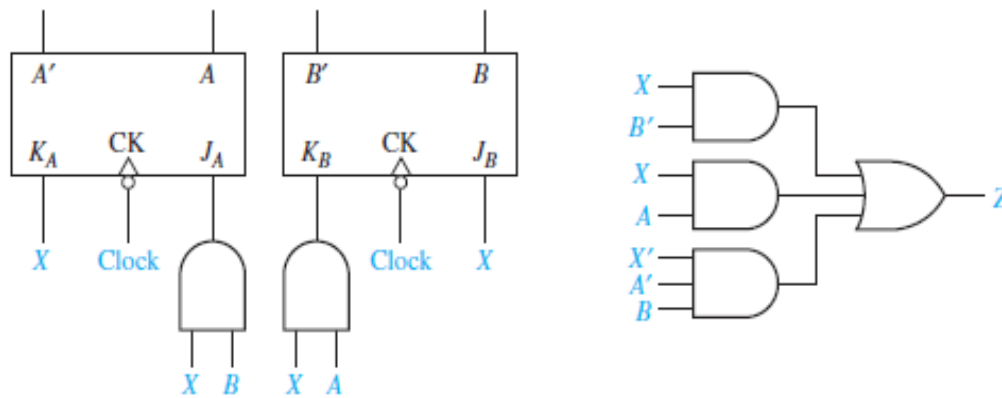 A′ A B′ B
K_A CK J_A K_B CK J_B
X Clock Clock X
X B X A
X
B′
X
A
X′
A′
B
Z